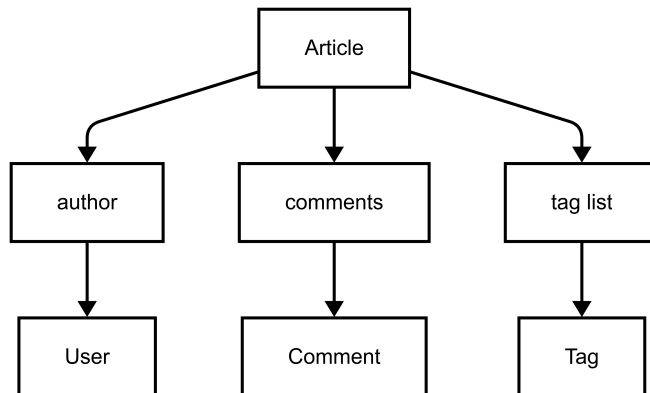 Article
author
comments
tag list
User
Comment
Tag